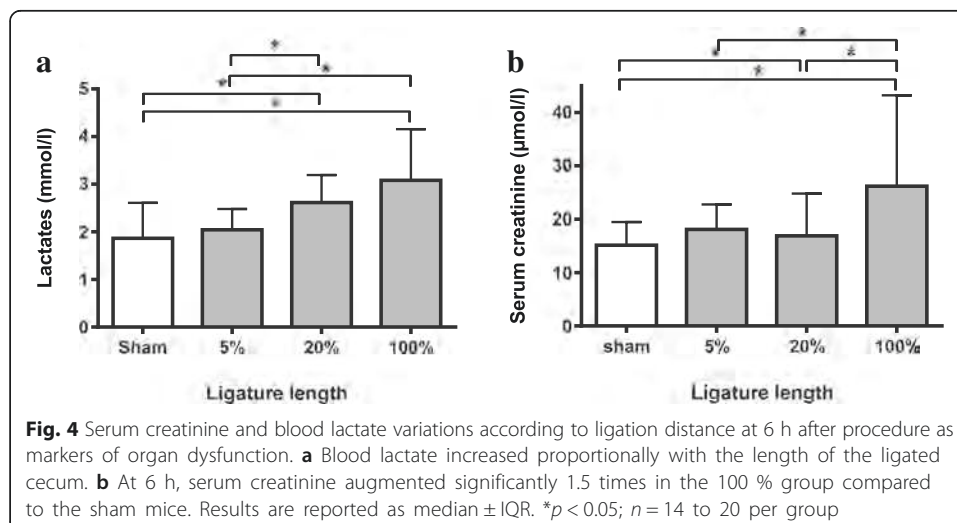 a
b
Lactates (mmol/l)
5
4
3
2
1
0
Sham 5% 20% 100%
Ligature length
* * * *
Serum creatinine (µmol/l)
40
30
20
10
0
sham 5% 20% 100%
Ligature length
* * * *
Fig. 4 Serum creatinine and blood lactate variations according to ligation distance at 6 h after procedure as
markers of organ dysfunction. a Blood lactate increased proportionally with the length of the ligated
cecum. b At 6 h, serum creatinine augmented significantly 1.5 times in the 100 % group compared
to the sham mice. Results are reported as median ± IQR. *p < 0.05; n = 14 to 20 per group